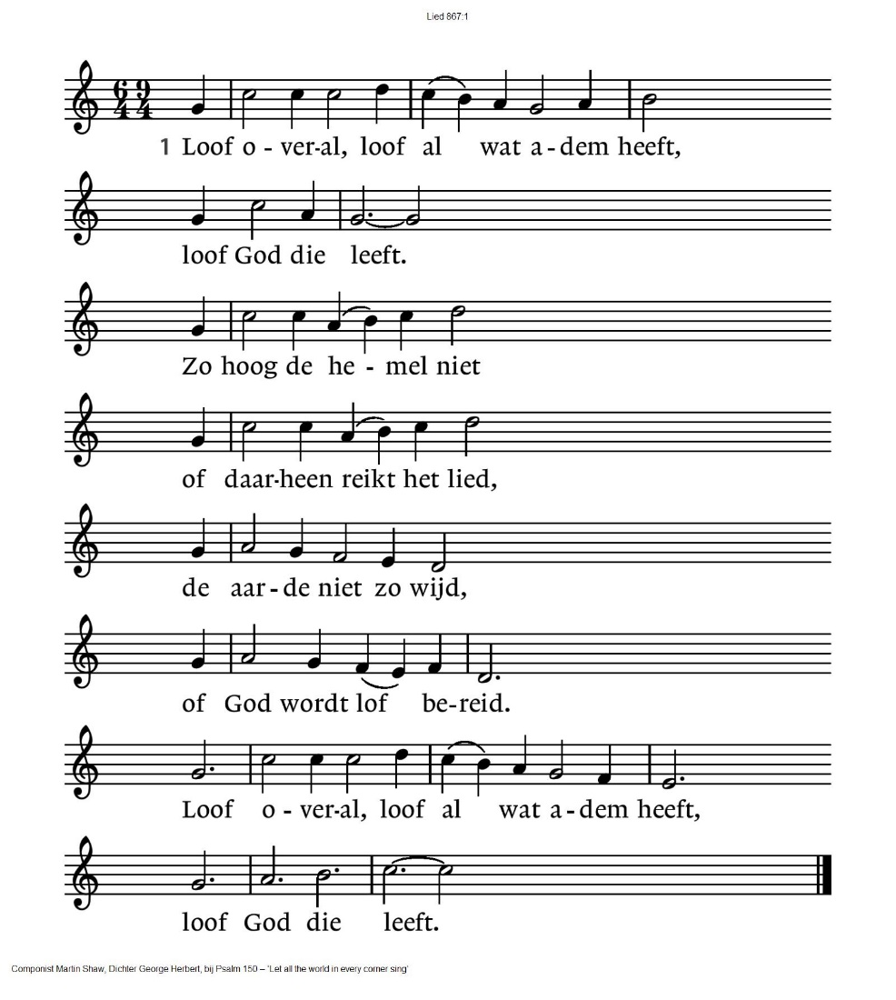 Lied 867:1
6 9
4 4
1 Loof o - ver-al, loof al wat a - dem heeft,
loof God die leeft.
Zo hoog de he - mel niet
of daar-heen reikt het lied,
de aar - de niet zo wijd,
of God wordt lof be-reid.
Loof o - ver-al, loof al wat a - dem heeft,
loof God die leeft.
Componist Martin Shaw, Dichter George Herbert, bij Psalm 150 – 'Let all the world in every corner sing'